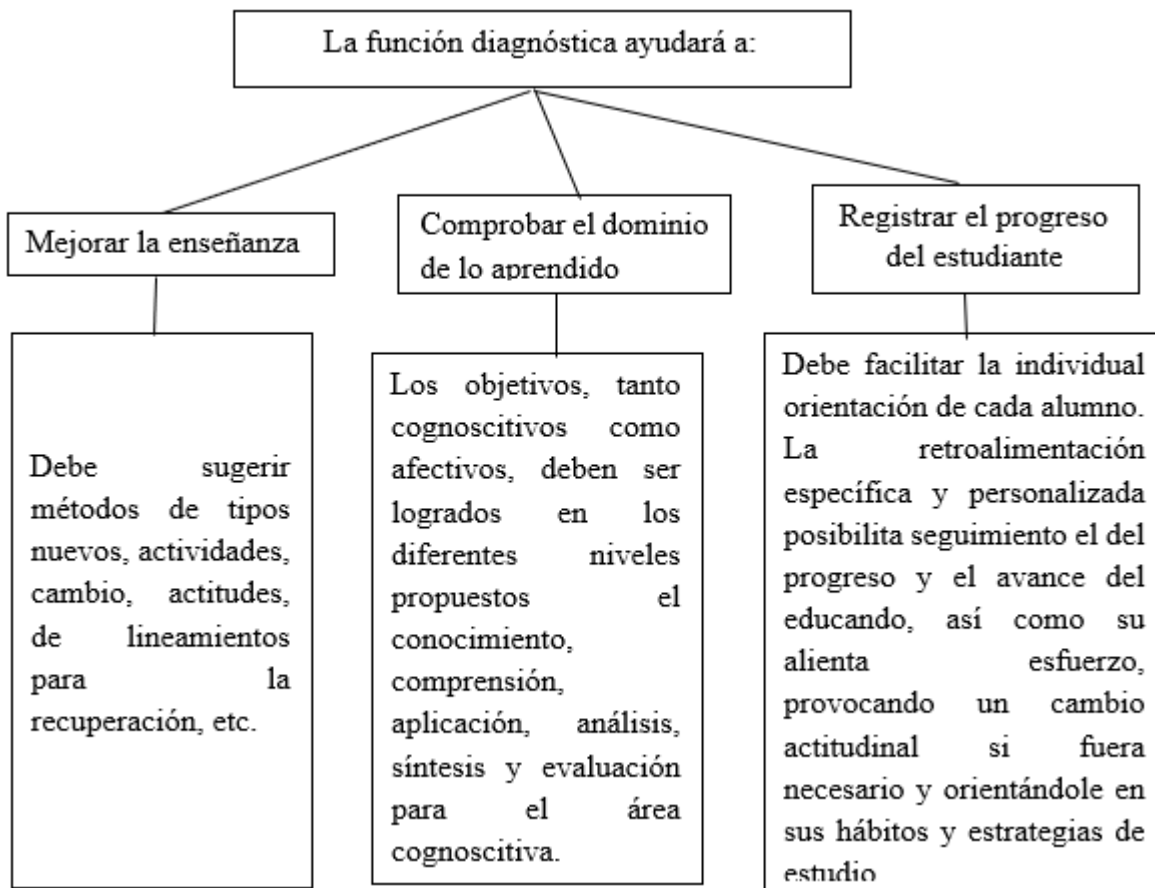 La función diagnóstica ayudará a:
Mejorar la enseñanza
Comprobar el dominio
de lo aprendido
Registrar el progreso
del estudiante
Debe sugerir
métodos de tipos
nuevos, actividades,
cambio, actitudes,
de lineamientos
para la
recuperación, etc.
Los objetivos, tanto
cognoscitivos como
afectivos, deben ser
logrados en los
diferentes niveles
propuestos el
conocimiento,
comprensión,
aplicación, análisis,
síntesis y evaluación
para el área
cognoscitiva.
Debe facilitar la individual
orientación de cada alumno.
La retroalimentación
específica y personalizada
posibilita seguimiento el del
progreso y el avance del
educando, así como su
alienta esfuerzo,
provocando un cambio
actitudinal si fuera
necesario y orientándole en
sus hábitos y estrategias de
estudio